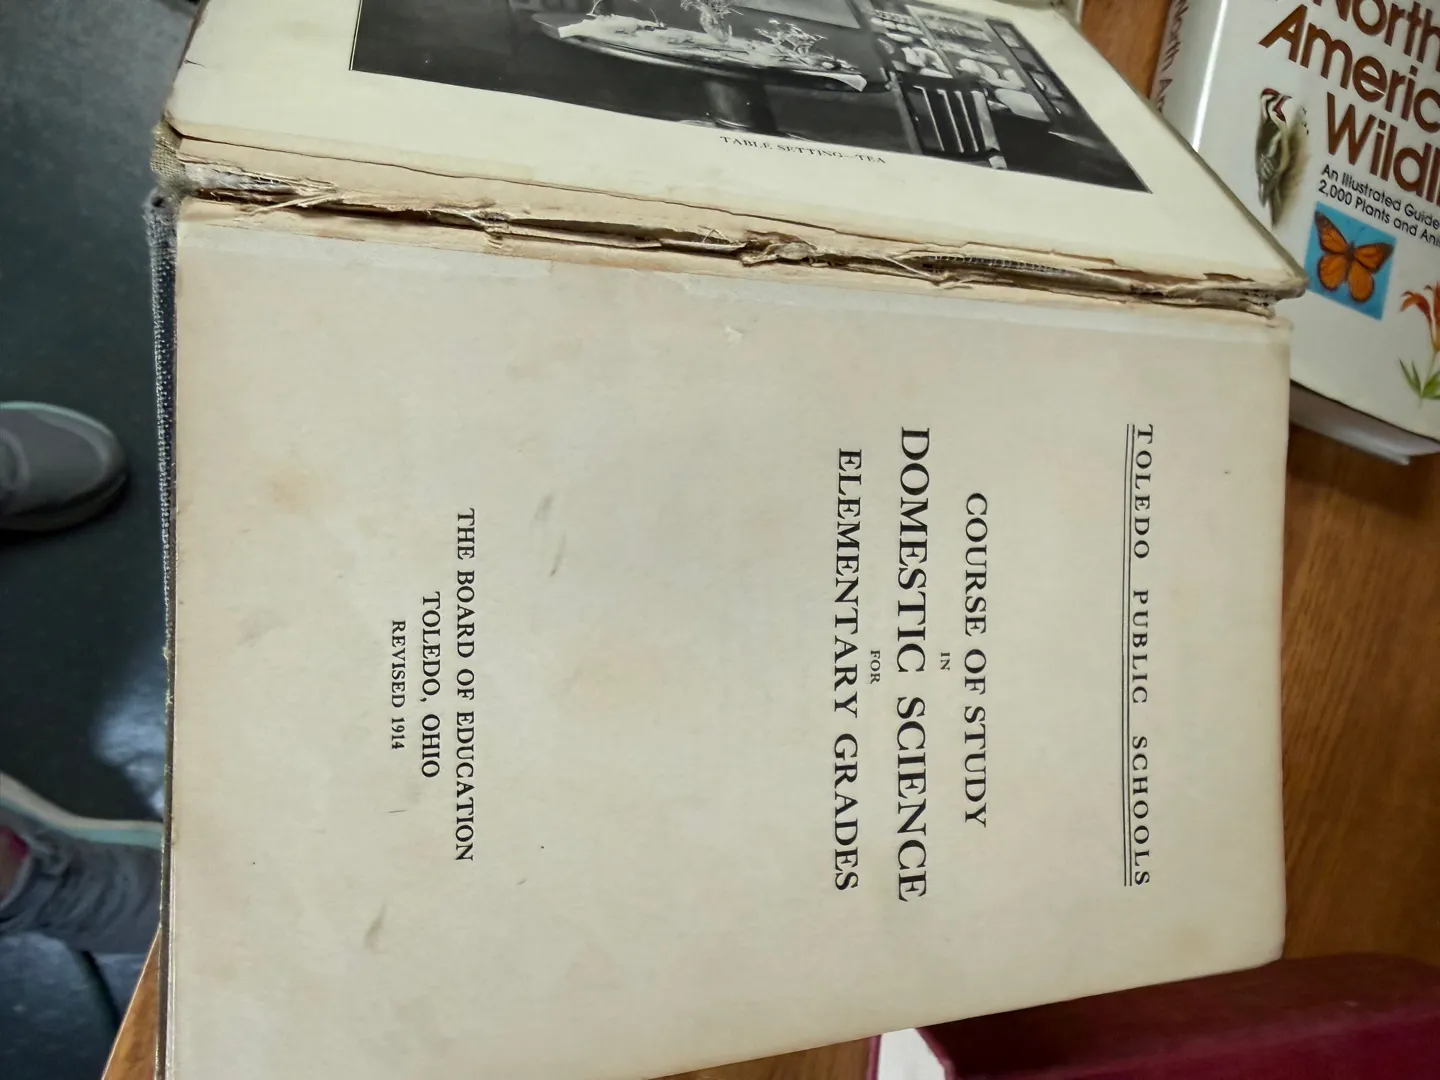 TABLE SETTING—TEA
TOLEDO PUBLIC SCHOOLS
COURSE OF STUDY
IN
DOMESTIC SCIENCE
FOR
ELEMENTARY GRADES
THE BOARD OF EDUCATION
TOLEDO, OHIO
REVISED 1914
North
Americ
Wildl
An Illustrated Guide
2,000 Plants and Ani
North A